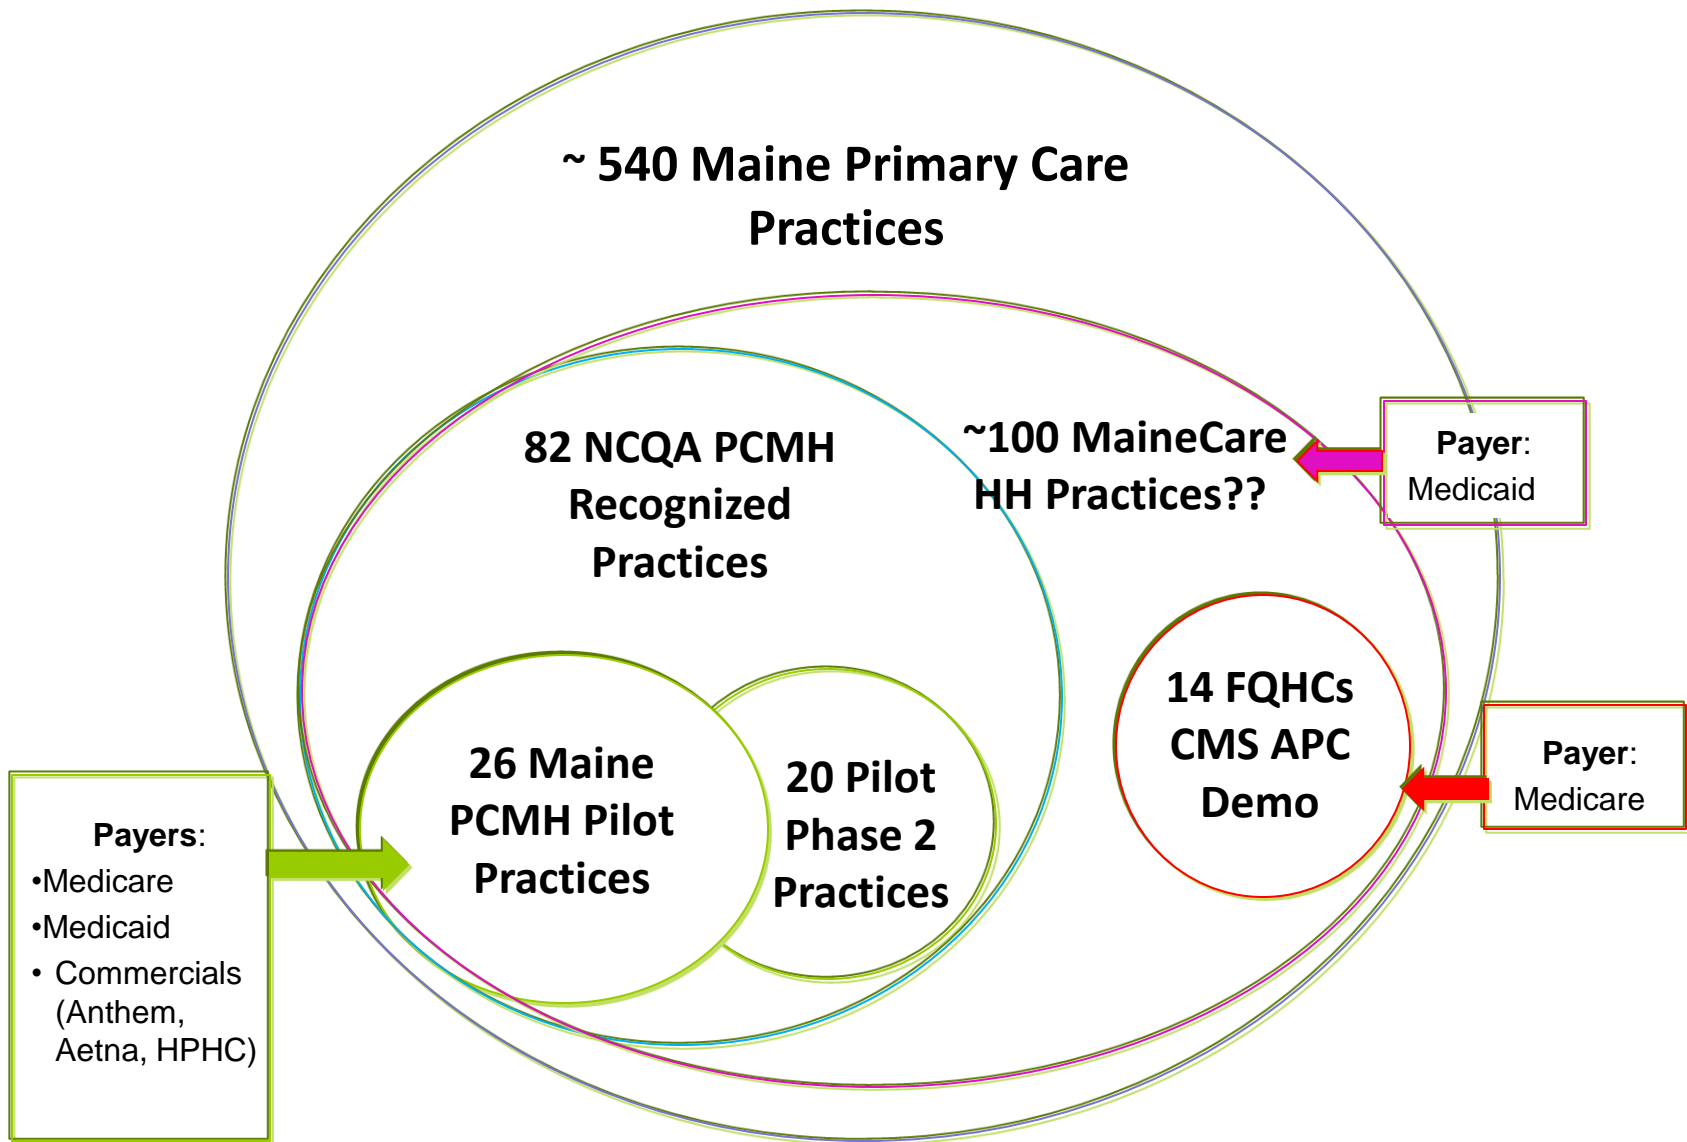 ~ 540 Maine Primary Care
Practices
82 NCQA PCMH
Recognized
Practices
~100 MaineCare
HH Practices??
Payer:
Medicaid
14 FQHCs
CMS APC
Demo
Payer:
Medicare
26 Maine
PCMH Pilot
Practices
20 Pilot
Phase 2
Practices
Payers:
•Medicare
•Medicaid
• Commercials
(Anthem,
Aetna, HPHC)